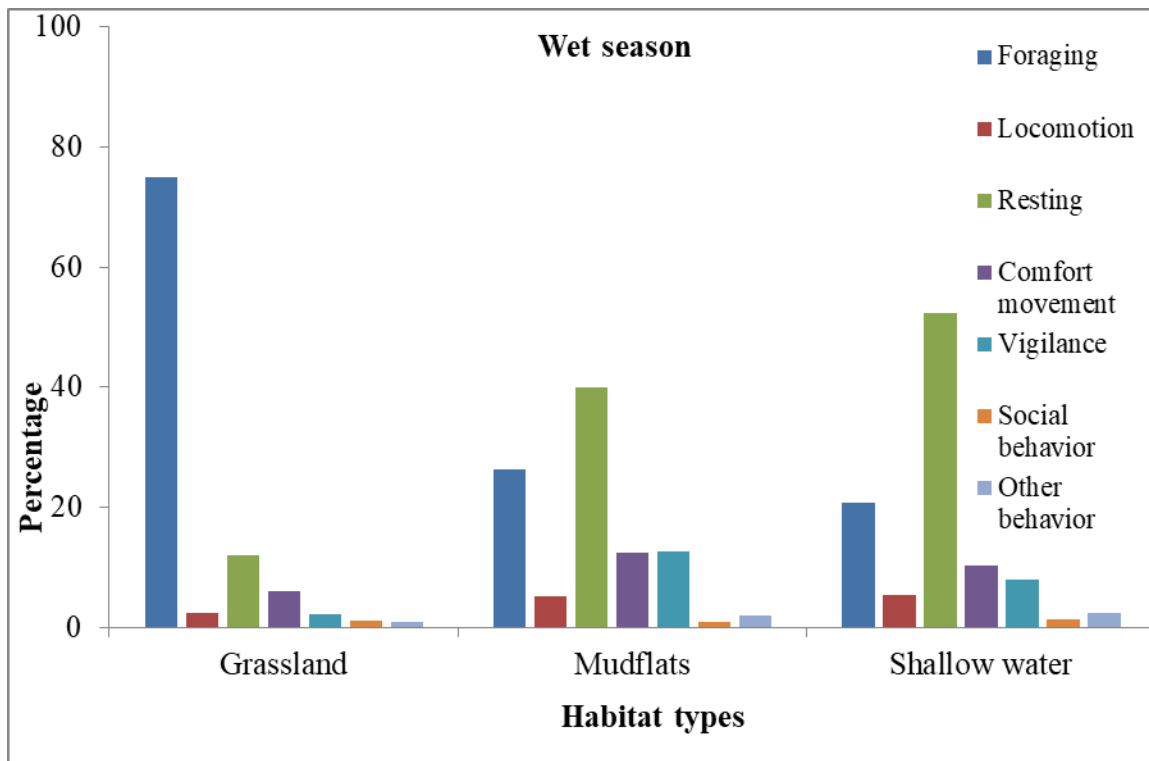 Wet season
100
80
60
40
20
0
Percentage
Grassland
Mudflats
Shallow water
Habitat types
Foraging
Locomotion
Resting
Comfort
movement
Vigilance
Social
behavior
Other
behavior